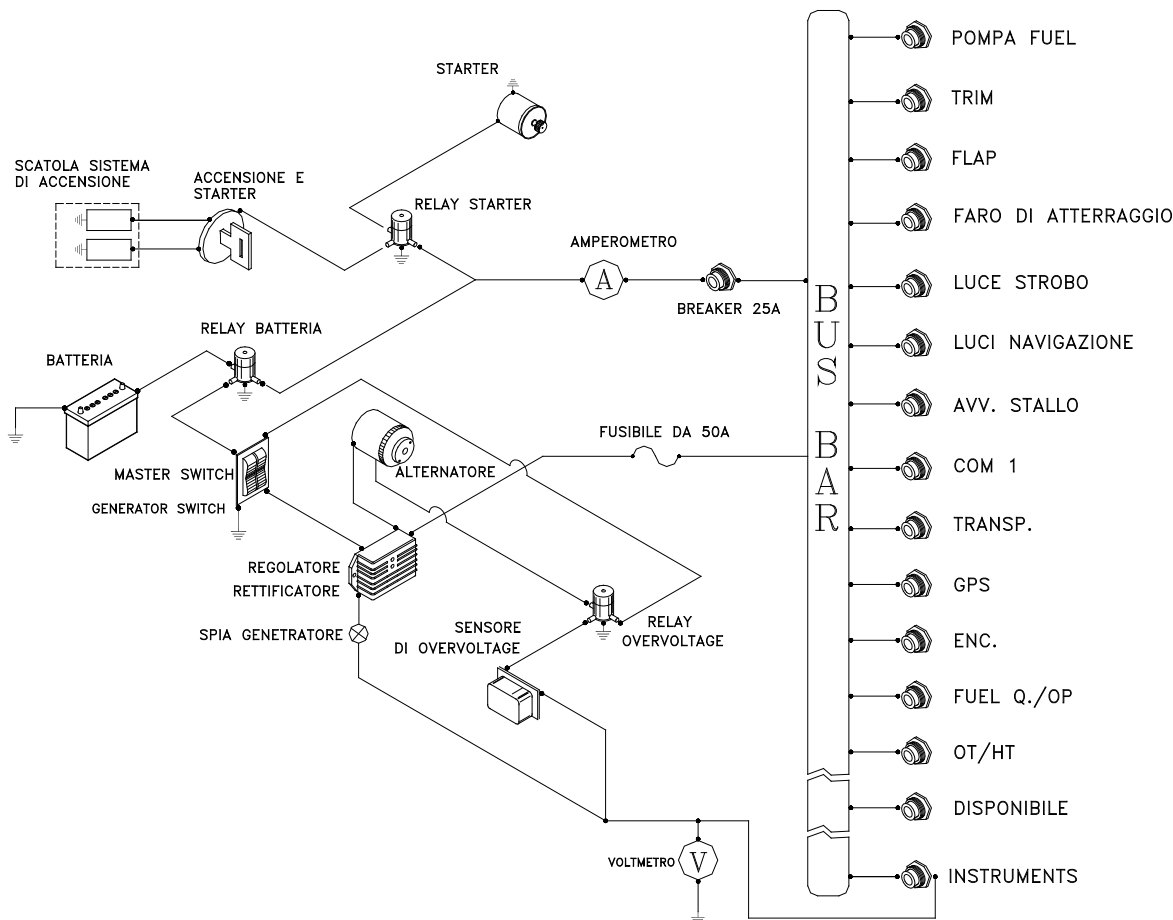 STARTER
SCATOLA SISTEMA
DI ACCENSIONE
ACCENSIONE E
STARTER
RELAY STARTER
AMPEROMETRO
A
BREAKER 25A
RELAY BATTERIA
BATTERIA
MASTER SWITCH
GENERATOR SWITCH
ALTERNATORE
FUSIBILE DA 50A
REGOLATORE
RETTIFICATORE
SPIA GENETRATORE
SENSORE
DI OVERVOLTAGE
RELAY
OVERVOLTAGE
VOLTMETRO
V
BUS BAR
POMPA FUEL
TRIM
FLAP
FARO DI ATTERRAGGIO
LUCE STROBO
LUCI NAVIGAZIONE
AVV. STALLO
COM 1
TRANSP.
GPS
ENC.
FUEL Q./OP
OT/HT
DISPONIBILE
INSTRUMENTS